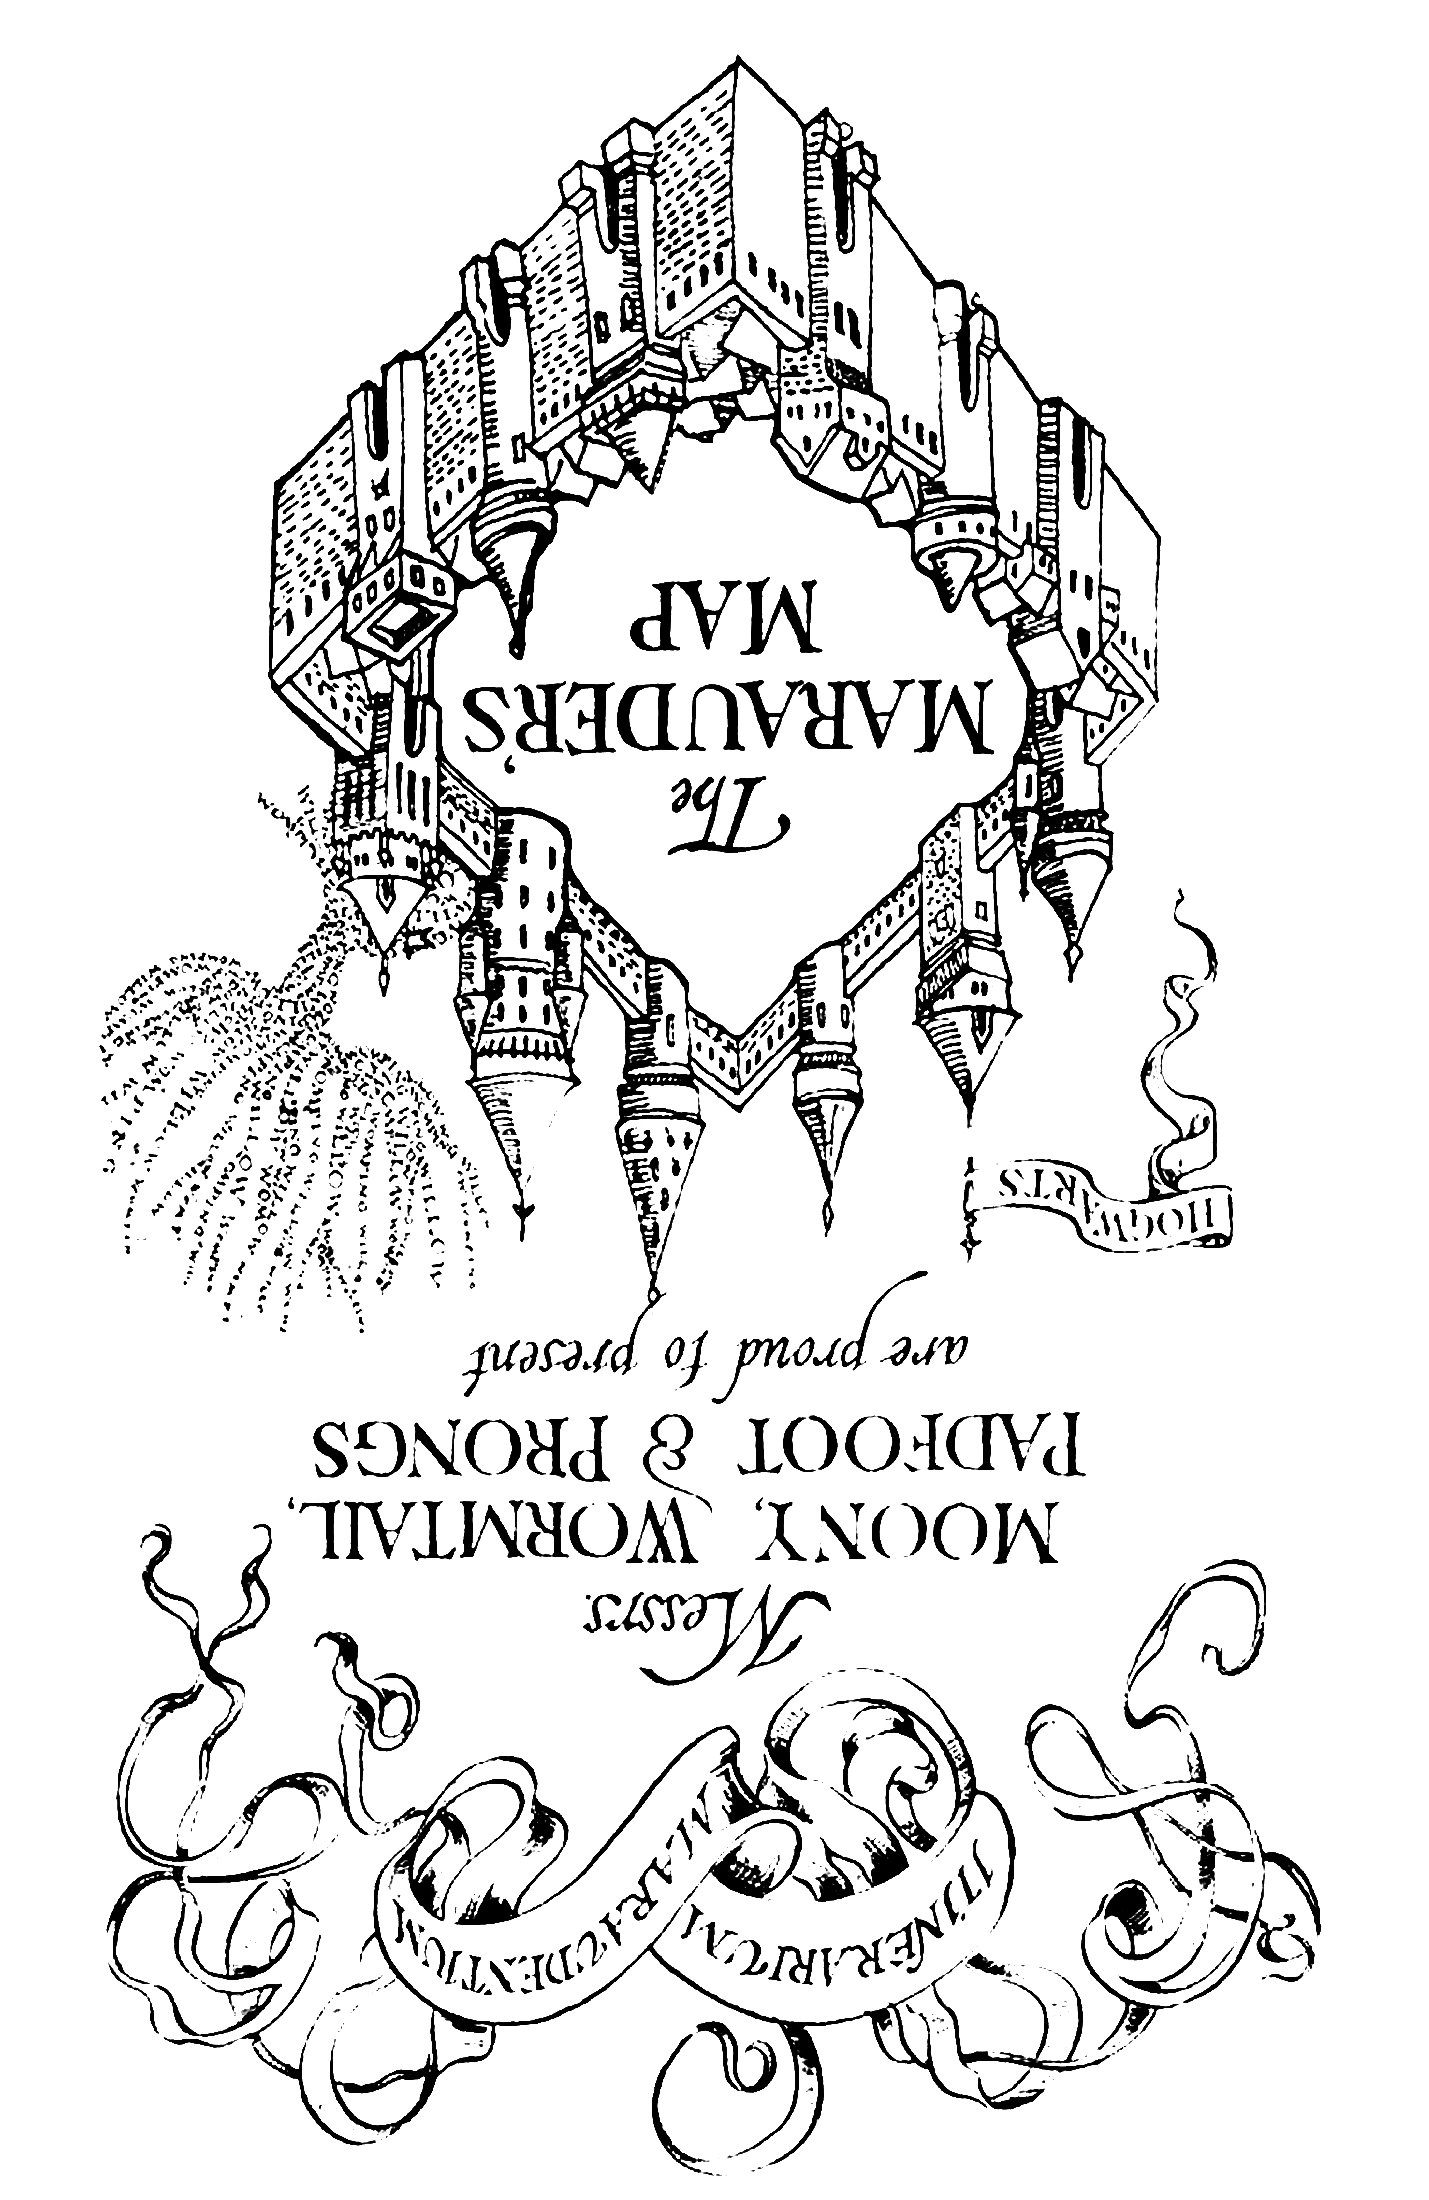 ITINERARIUM MARAUDENTIUM
Messrs.
MOONY, WORMTAIL,
PADFOOT & PRONGS
are proud to present
HOGWARTS
The
MARAUDER'S
MAP